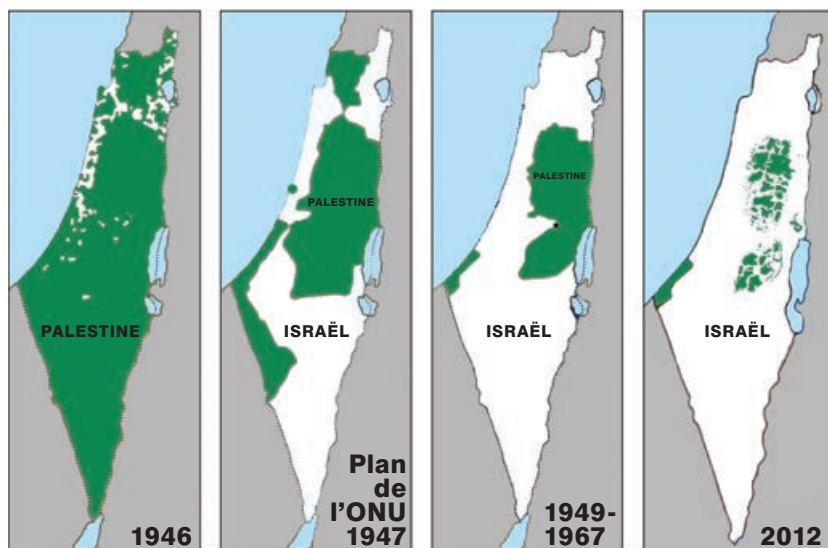 PALESTINE
1946
PALESTINE
ISRAËL
Plan
de
l'ONU
1947
PALESTINE
ISRAËL
1949-
1967
ISRAËL
2012